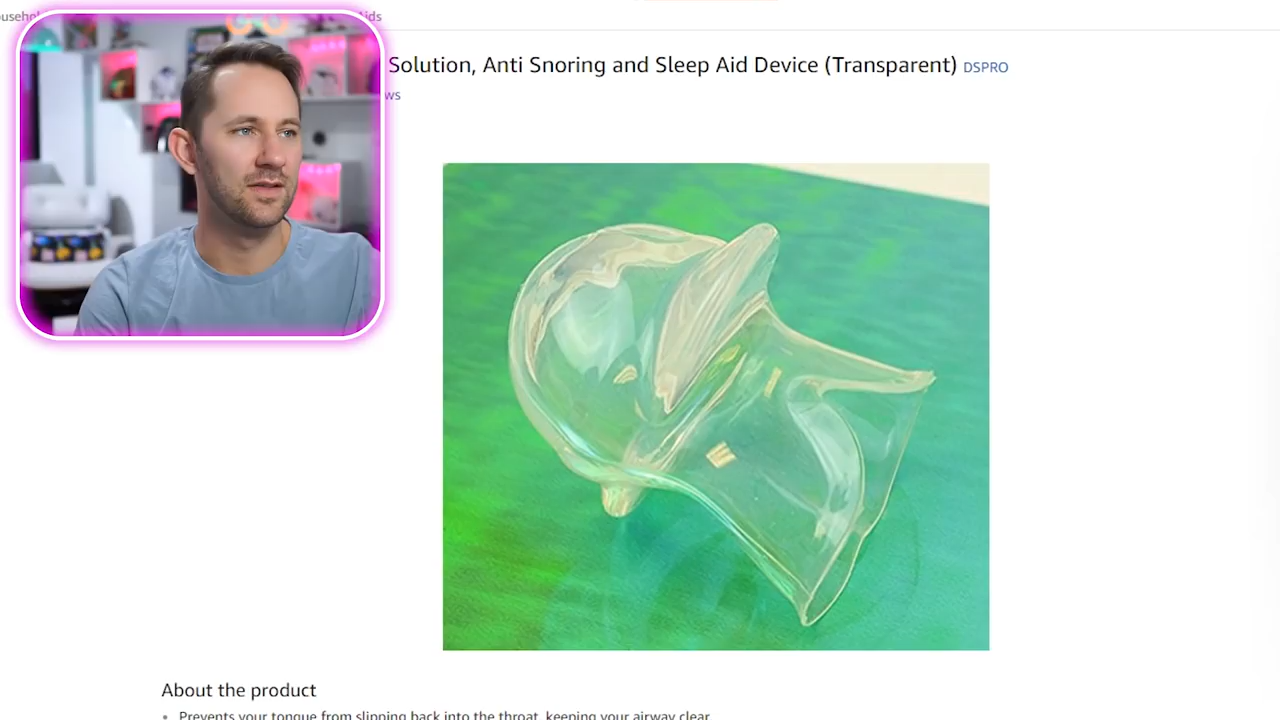 Solution, Anti Snoring and Sleep Aid Device (Transparent) DSPRO
About the product
Prevents your tongue from slipping back into the throat, keeping your airway clear.